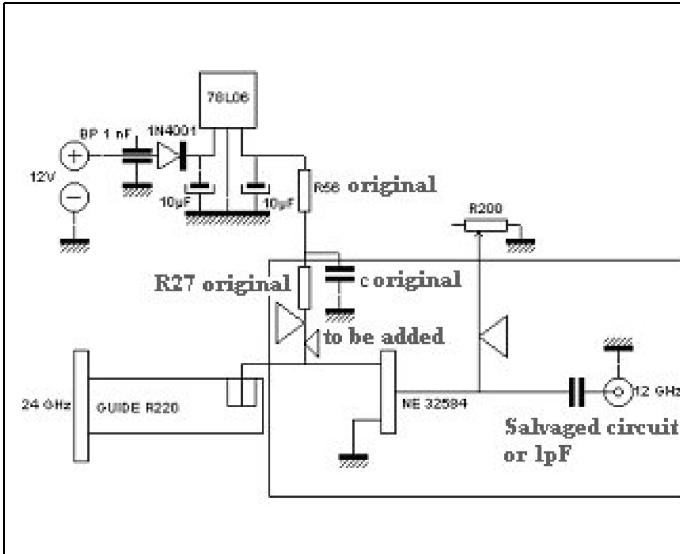 78L06
BP 1 nF
1N4001
12V
10µF
10µF
R56 original
R200
R27 original
c original
to be added
24 GHz
GUIDE R220
NE 32584
12 GHz
Salvaged circuit
or 1pF